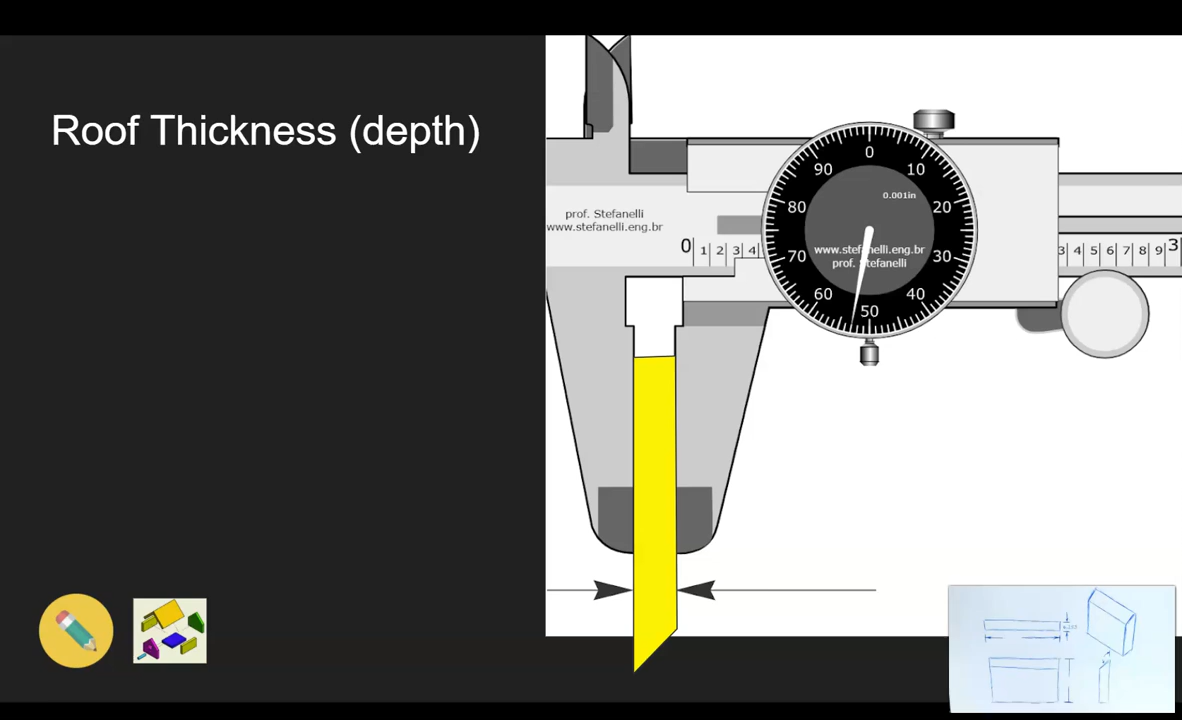 Roof Thickness (depth)
prof. Stefanelli
www.stefanelli.eng.br
0 1 2 3 4
0
10
20
30
40
50
60
70
80
90
0.001in
www.stefanelli.eng.br
prof. Stefanelli
3 4 5 6 7 8 9 3